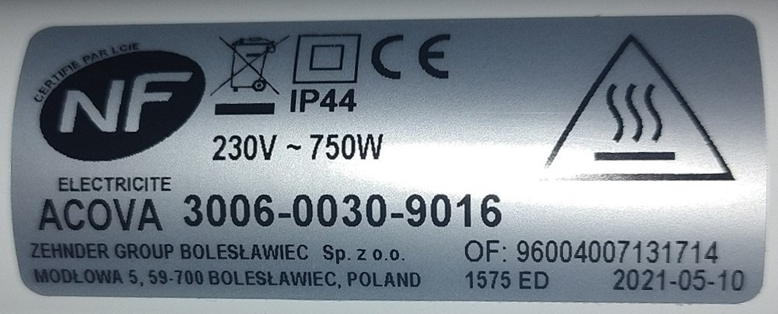 CERTIFIE PAR LCIE
NF
CE
IP44
230V ~ 750W
ELECTRICITE
ACOVA 3006-0030-9016
ZEHNDER GROUP BOLESŁAWIEC Sp. z o.o. OF: 96004007131714
MODŁOWA 5, 59-700 BOLESŁAWIEC, POLAND 1575 ED 2021-05-10